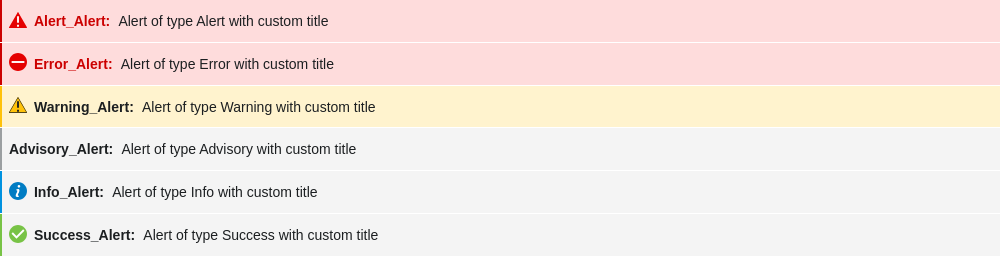 Alert_Alert: Alert of type Alert with custom title
Error_Alert: Alert of type Error with custom title
Warning_Alert: Alert of type Warning with custom title
Advisory_Alert: Alert of type Advisory with custom title
Info_Alert: Alert of type Info with custom title
Success_Alert: Alert of type Success with custom title